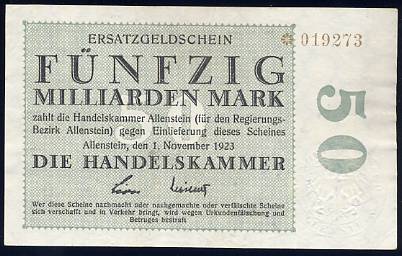 ERSATZGELDSCHEIN
* 019273
FÜNFZIG
MILLIARDEN MARK
zahlt die Handelskammer Allenstein (für den Regierungs-
Bezirk Allenstein) gegen Einlieferung dieses Scheines
Allenstein, den 1. November 1923
DIE HANDELSKAMMER
Wer diese Scheine nachmacht oder nachgemachte oder verfälschte Scheine
sich verschafft und in Verkehr bringt, wird wegen Urkundenfälschung und
Betruges bestraft
50